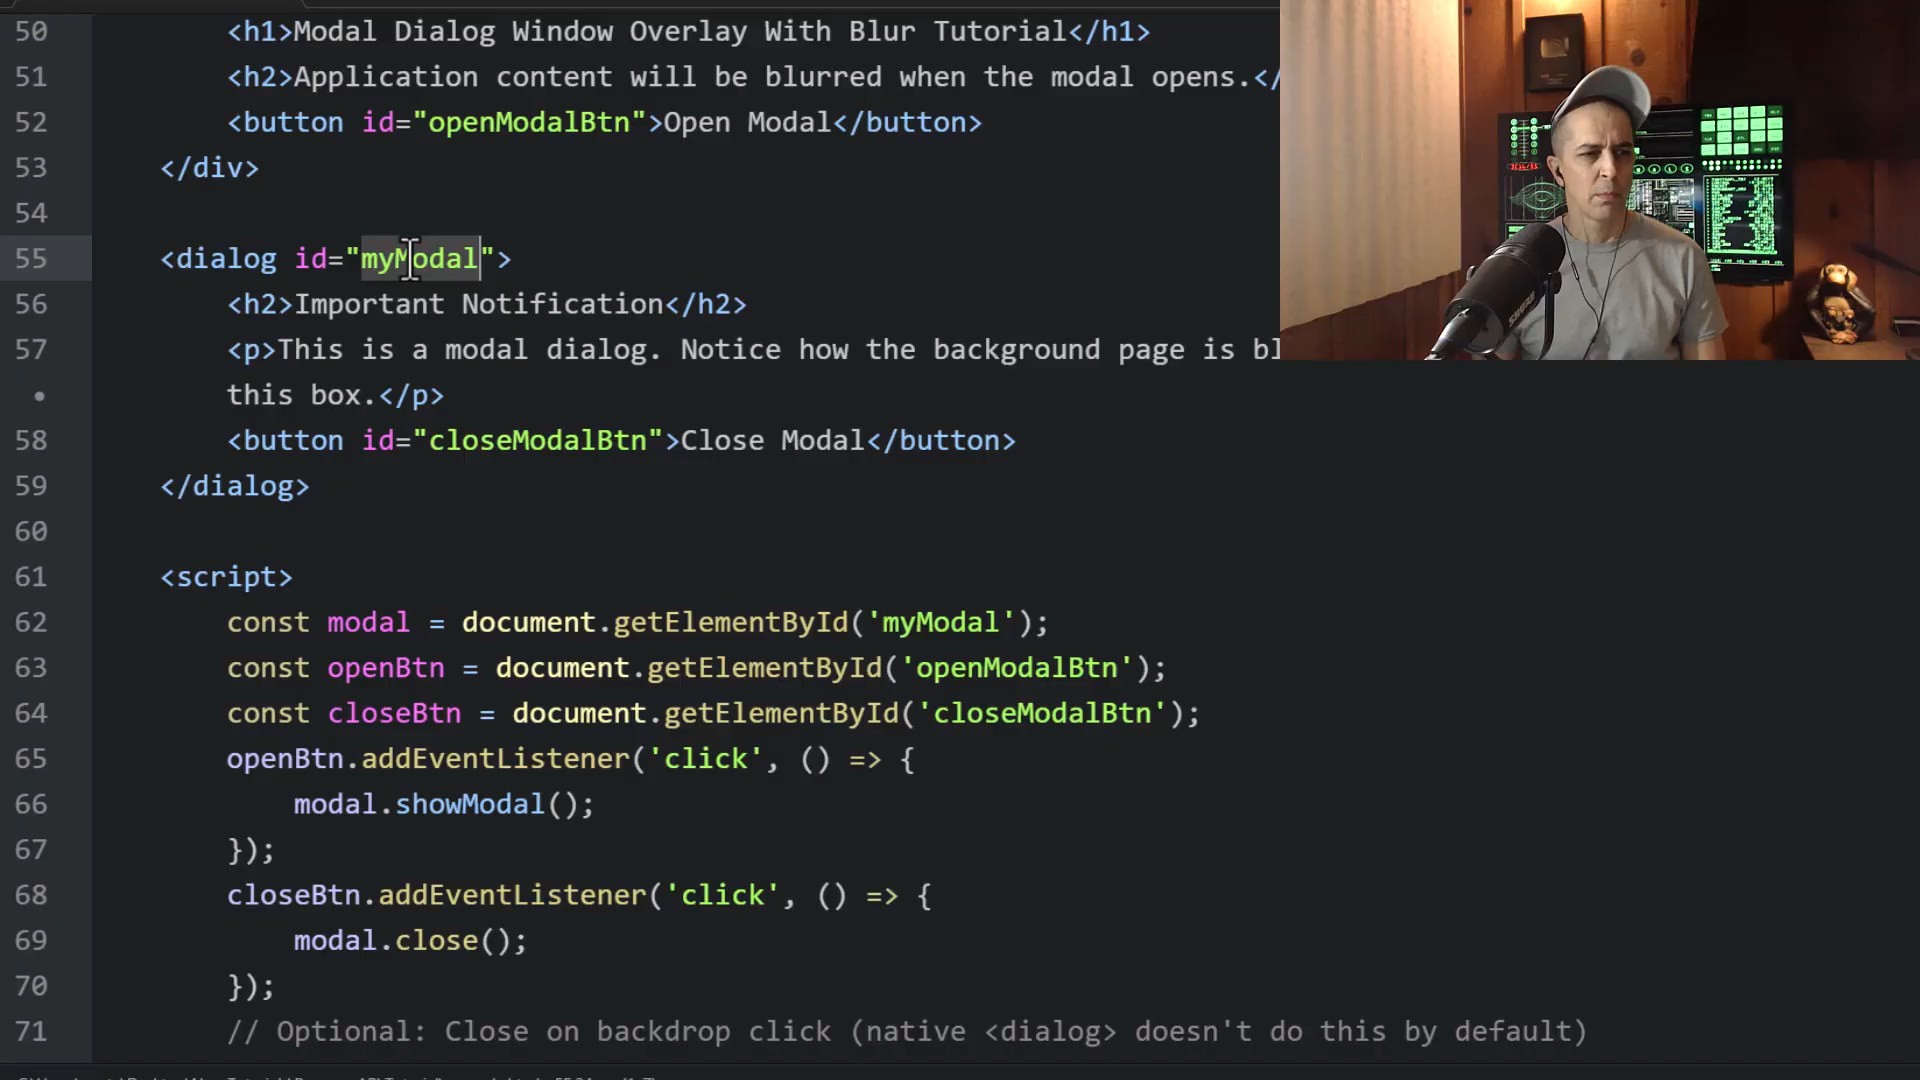 50 <h1>Modal Dialog Window Overlay With Blur Tutorial</h1>
51 <h2>Application content will be blurred when the modal opens.</
52 <button id="openModalBtn">Open Modal</button>
53 </div>
54
55 <dialog id="myModal">
56 <h2>Important Notification</h2>
57 <p>This is a modal dialog. Notice how the background page is bl
this box.</p>
58 <button id="closeModalBtn">Close Modal</button>
59 </dialog>
60
61 <script>
62 const modal = document.getElementById('myModal');
63 const openBtn = document.getElementById('openModalBtn');
64 const closeBtn = document.getElementById('closeModalBtn');
65 openBtn.addEventListener('click', () => {
66 modal.showModal();
67 });
68 closeBtn.addEventListener('click', () => {
69 modal.close();
70 });
71 // Optional: Close on backdrop click (native <dialog> doesn't do this by default)